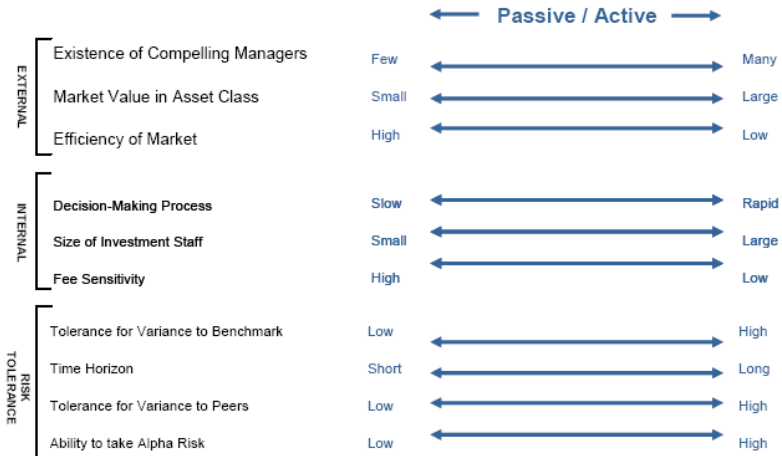 Passive / Active
EXTERNAL
Existence of Compelling Managers Few Many
Market Value in Asset Class Small Large
Efficiency of Market High Low
INTERNAL
Decision-Making Process Slow Rapid
Size of Investment Staff Small Large
Fee Sensitivity High Low
RISK
TOLERANCE
Tolerance for Variance to Benchmark Low High
Time Horizon Short Long
Tolerance for Variance to Peers Low High
Ability to take Alpha Risk Low High